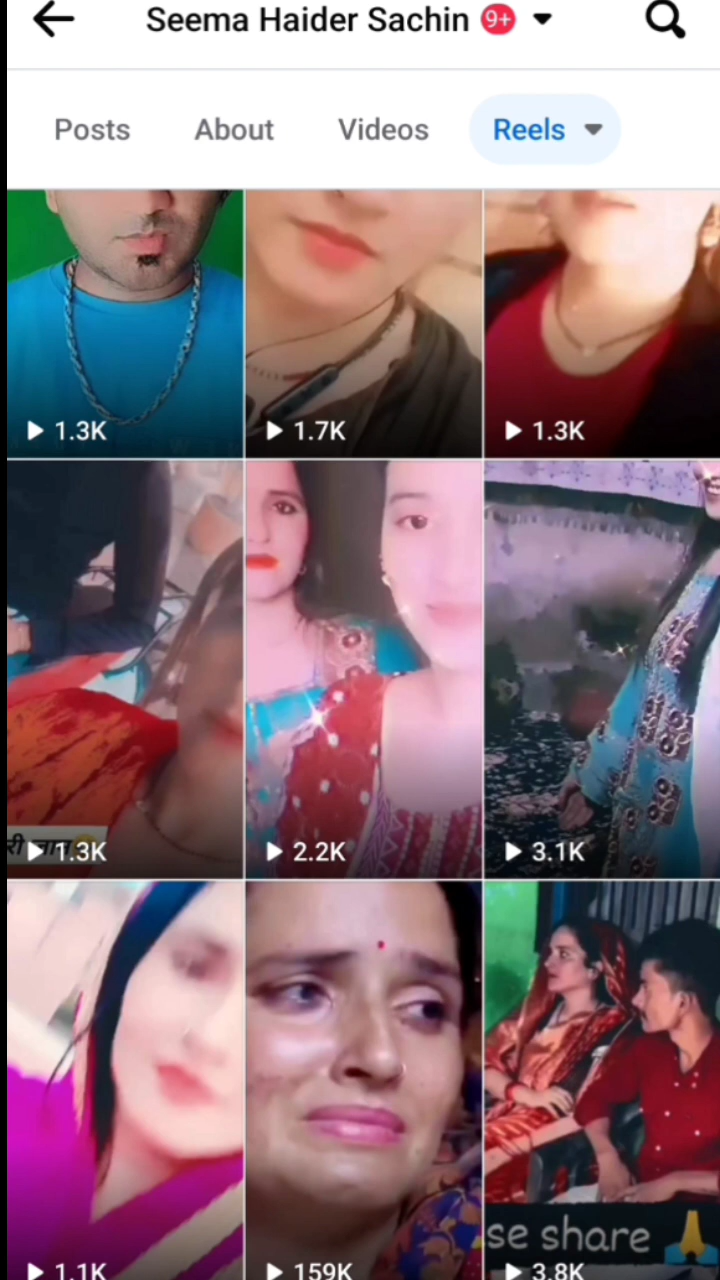 Seema Haider Sachin 9+
Posts About Videos Reels
1.3K 1.7K 1.3K
री जान
1.3K 2.2K 3.1K
se share 🙏
1.1K 159K 3.8K